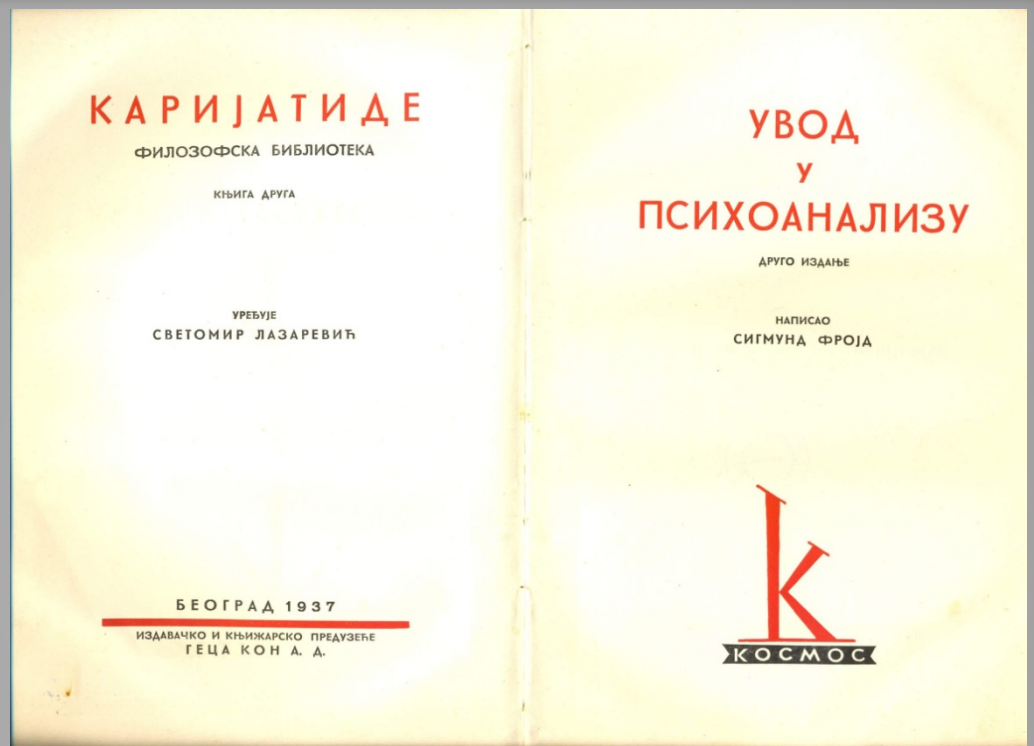 КАРИЈАТИДЕ
ФИЛОЗОФСКА БИБЛИОТЕКА
КЊИГА ДРУГА
УРЕЂУЈЕ
СВЕТОМИР ЛАЗАРЕВИЋ
БЕОГРАД 1937
ИЗДАВАЧКО И КЊИЖАРСКО ПРЕДУЗЕЋЕ
ГЕЦА КОН А. Д.
УВОД
У
ПСИХОАНАЛИЗУ
ДРУГО ИЗДАЊЕ
НАПИСАО
СИГМУНД ФРОЈД
К
КОСМОС